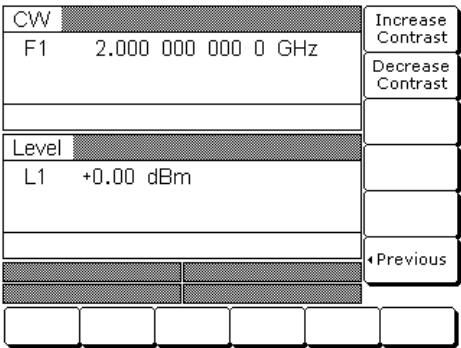 CW
F1 2.000 000 000 0 GHz
Level
L1 +0.00 dBm
Increase
Contrast
Decrease
Contrast
◂Previous